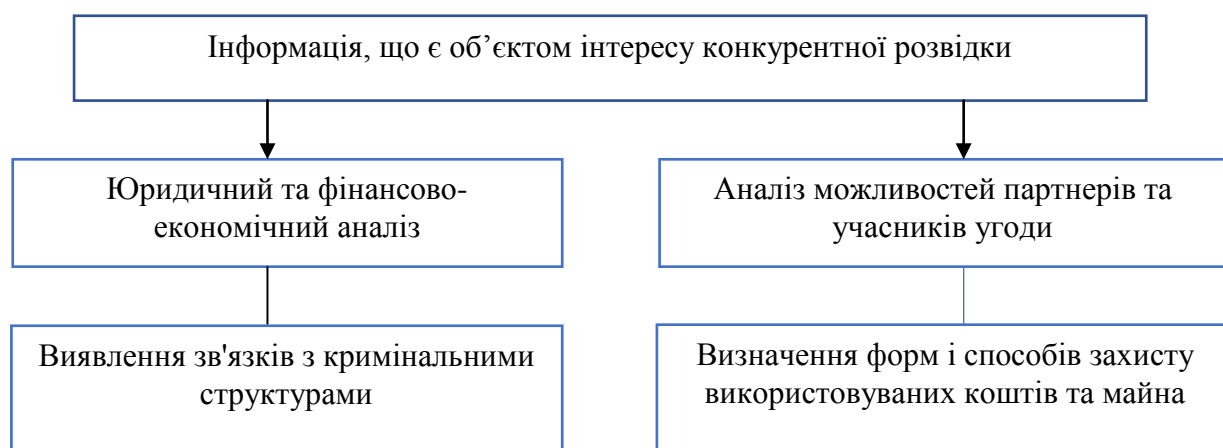 Інформація, що є об’єктом інтересу конкурентної розвідки
Юридичний та фінансово-
економічний аналіз
Аналіз можливостей партнерів та
учасників угоди
Виявлення зв'язків з кримінальними
структурами
Визначення форм і способів захисту
використовуваних коштів та майна